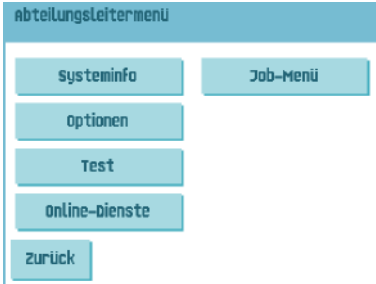 Abteilungsleitermenü
Systeminfo
Job-Menü
Optionen
Test
Online-Dienste
Zurück